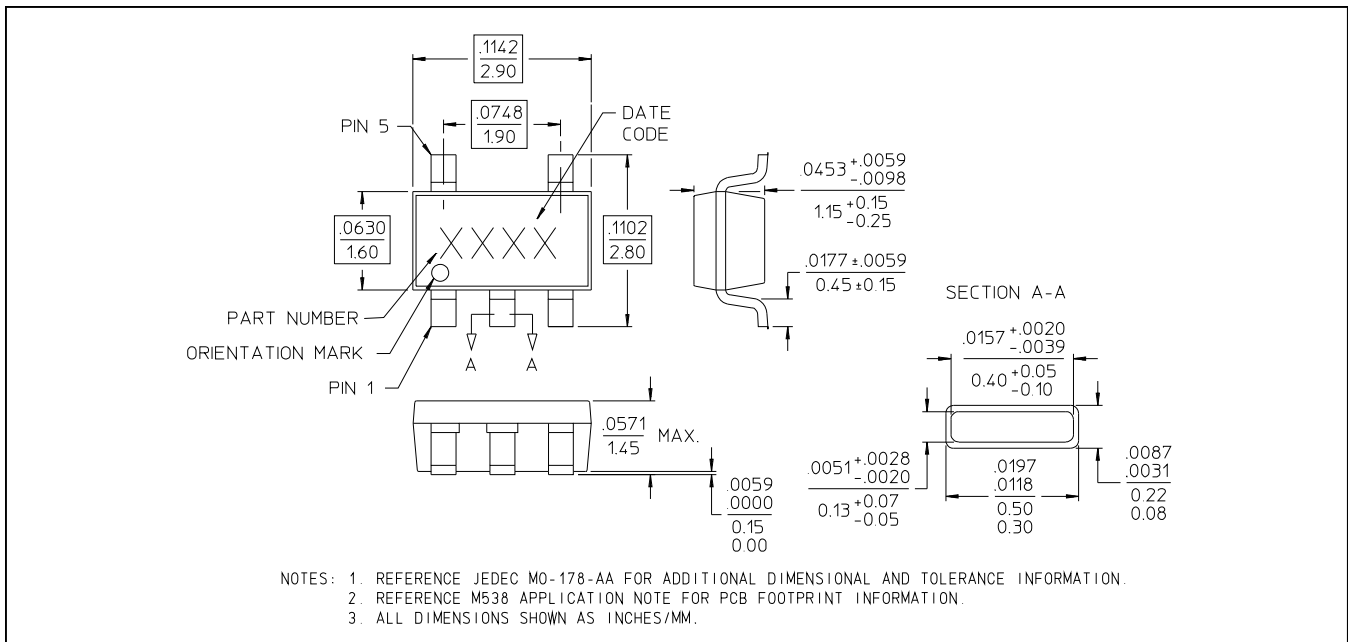 .1142
2.90
.0748
1.90
PIN 5
DATE
CODE
.0630
1.60
XXXX
.1102
2.80
PART NUMBER
ORIENTATION MARK
PIN 1
A
A
.0453 +.0059
-.0098
1.15 +0.15
-0.25
.0177 ±.0059
0.45 ±0.15
SECTION A-A
.0157 +.0020
-.0039
0.40 +0.05
-0.10
.0571
1.45
MAX.
.0059
.0000
0.15
0.00
.0051 +.0028
-.0020
0.13 +0.07
-0.05
.0197
.0118
0.50
0.30
.0087
.0031
0.22
0.08
NOTES: 1. REFERENCE JEDEC MO-178-AA FOR ADDITIONAL DIMENSIONAL AND TOLERANCE INFORMATION.
2. REFERENCE M538 APPLICATION NOTE FOR PCB FOOTPRINT INFORMATION.
3. ALL DIMENSIONS SHOWN AS INCHES/MM.